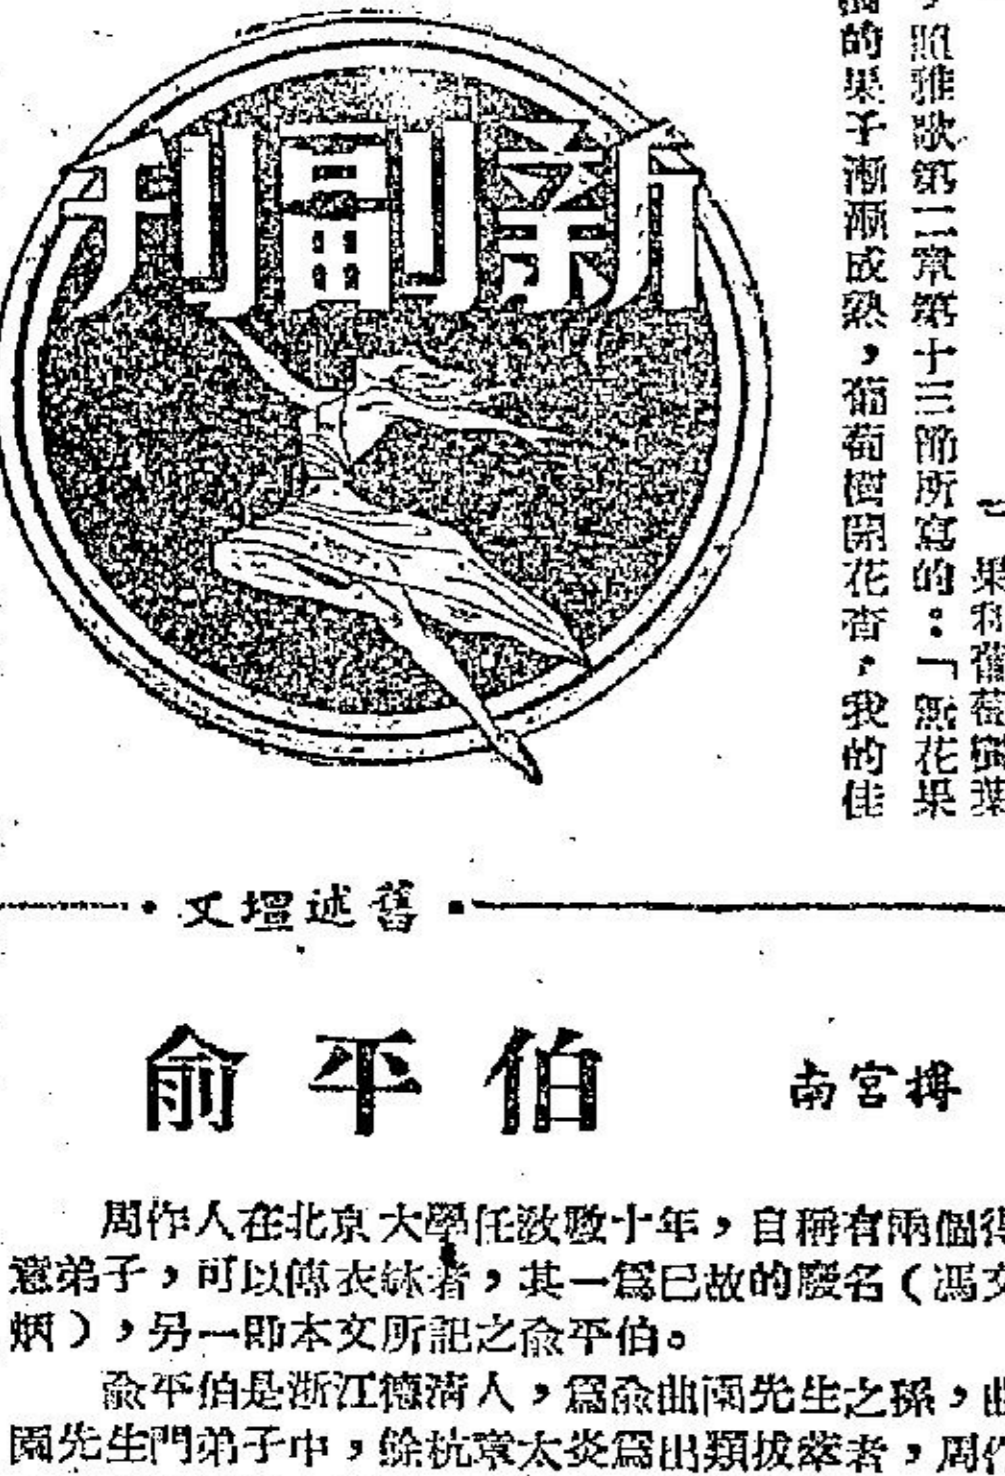 新副刊
，照雅歌第二章第十三節所寫的：「無花果
的果子漸漸成熟，葡萄樹開花香，我的佳
文壇述舊
俞平伯 南宮搏
周作人在北京大學任敎數十年，自稱有兩個得
意弟子，可以傳衣鉢者，其一爲已故的廢名（馮文
炳），另一即本文所記之俞平伯。
俞平伯是浙江德清人，爲俞曲園先生之孫，曲
園先生門弟子中，餘杭章太炎爲出類拔萃者，周作